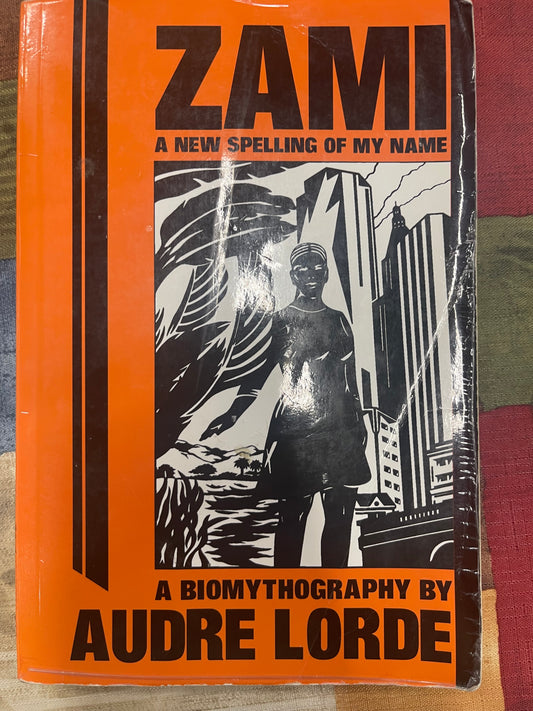 ZAMI
A NEW SPELLING OF MY NAME
A BIOMYTHOGRAPHY BY
AUDRE LORDE